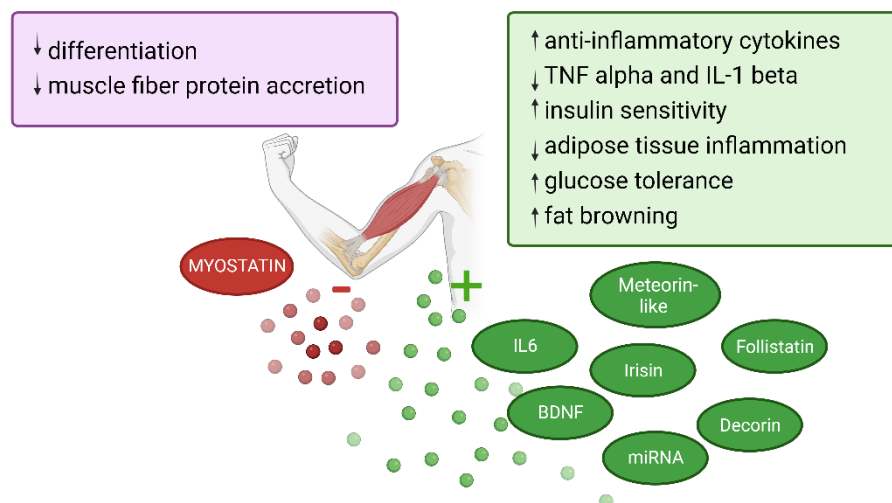 ↓ differentiation
↓ muscle fiber protein accretion
↑ anti-inflammatory cytokines
↓ TNF alpha and IL-1 beta
↑ insulin sensitivity
↓ adipose tissue inflammation
↑ glucose tolerance
↑ fat browning
MYOSTATIN
-
+
Meteorin-
like
IL6
Irisin
Follistatin
BDNF
Decorin
miRNA